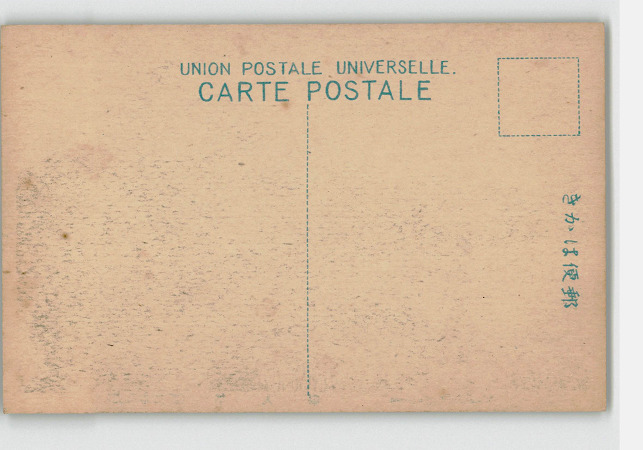 UNION POSTALE UNIVERSELLE.
CARTE POSTALE
郵便はかき